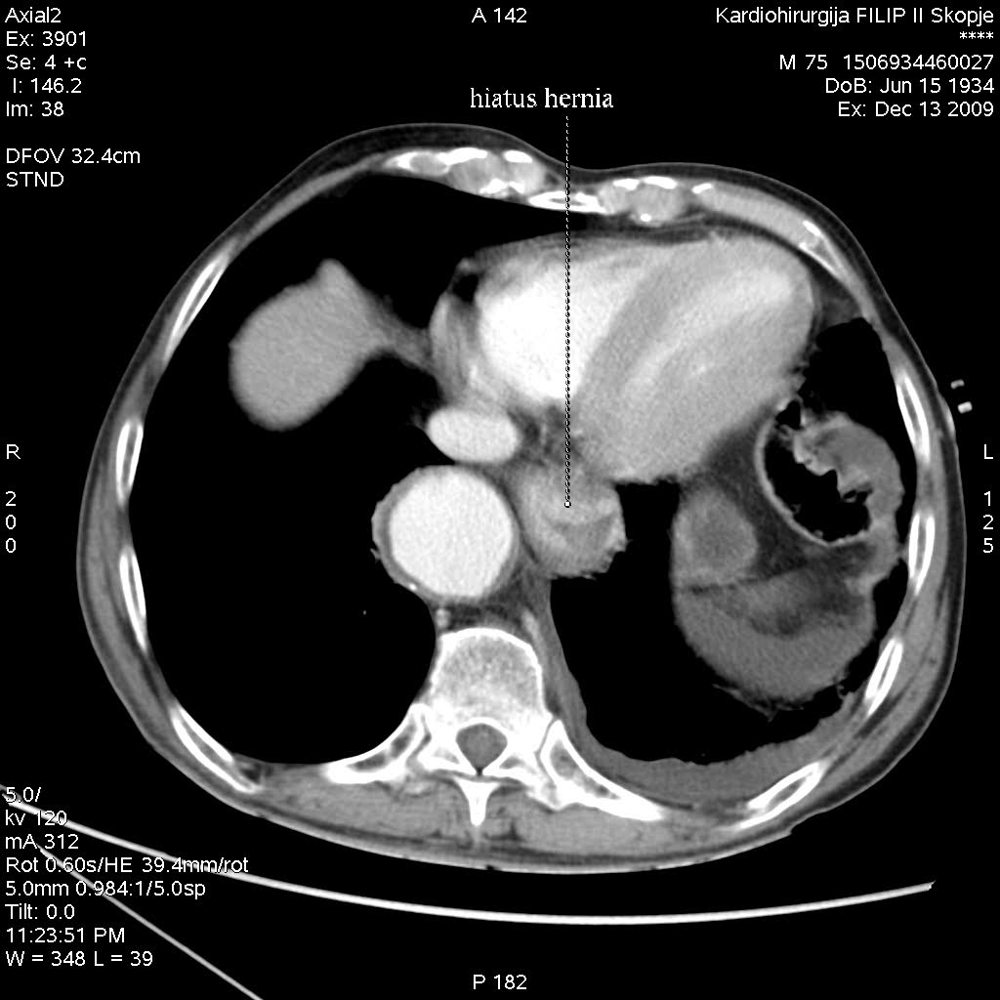 Axial2
Ex: 3901
Se: 4 +c
I: 146.2
Im: 38
DFOV 32.4cm
STND
A 142
Kardiohirurgija FILIP II Skopje
****
M 75 1506934460027
DoB: Jun 15 1934
Ex: Dec 13 2009
hiatus hernia
R
2
0
0
L
1
2
5
5.0/
kv 120
mA 312
Rot 0.60s/HE 39.4mm/rot
5.0mm 0.984:1/5.0sp
Tilt: 0.0
11:23:51 PM
W = 348 L = 39
P 182